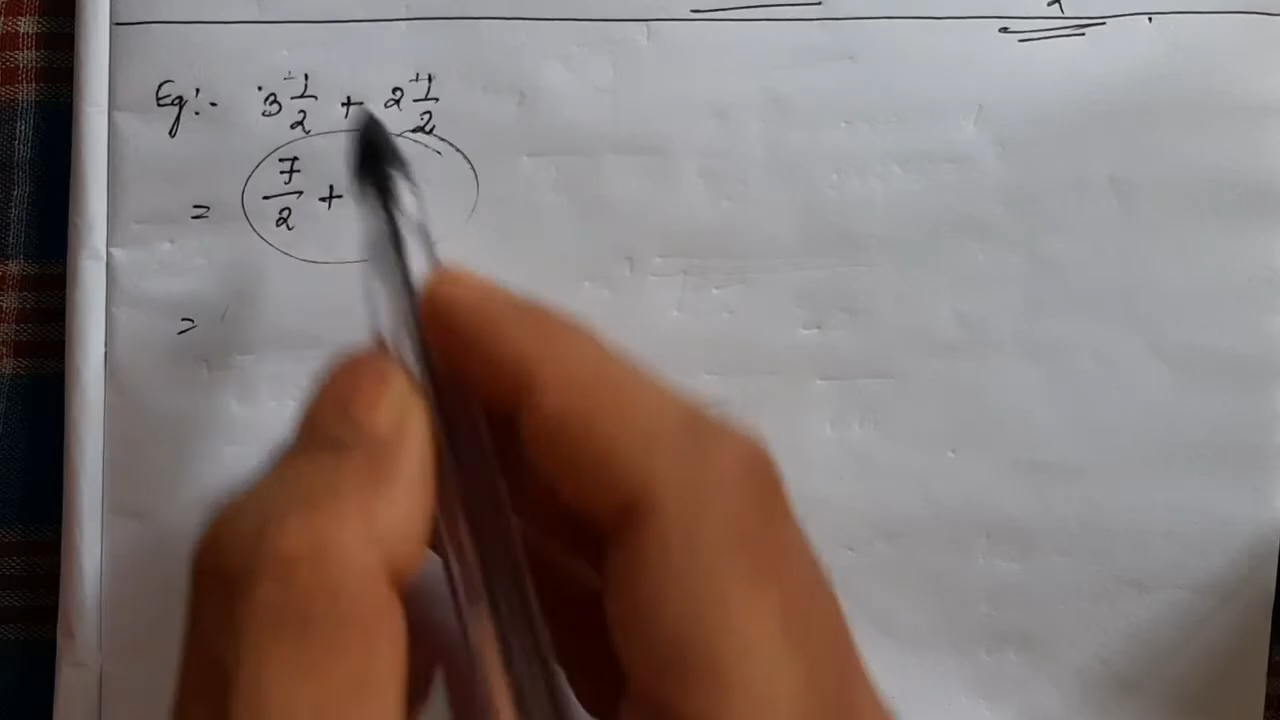 Eg:- 3 1/2 + 2 1/2
= 7/2 +
=